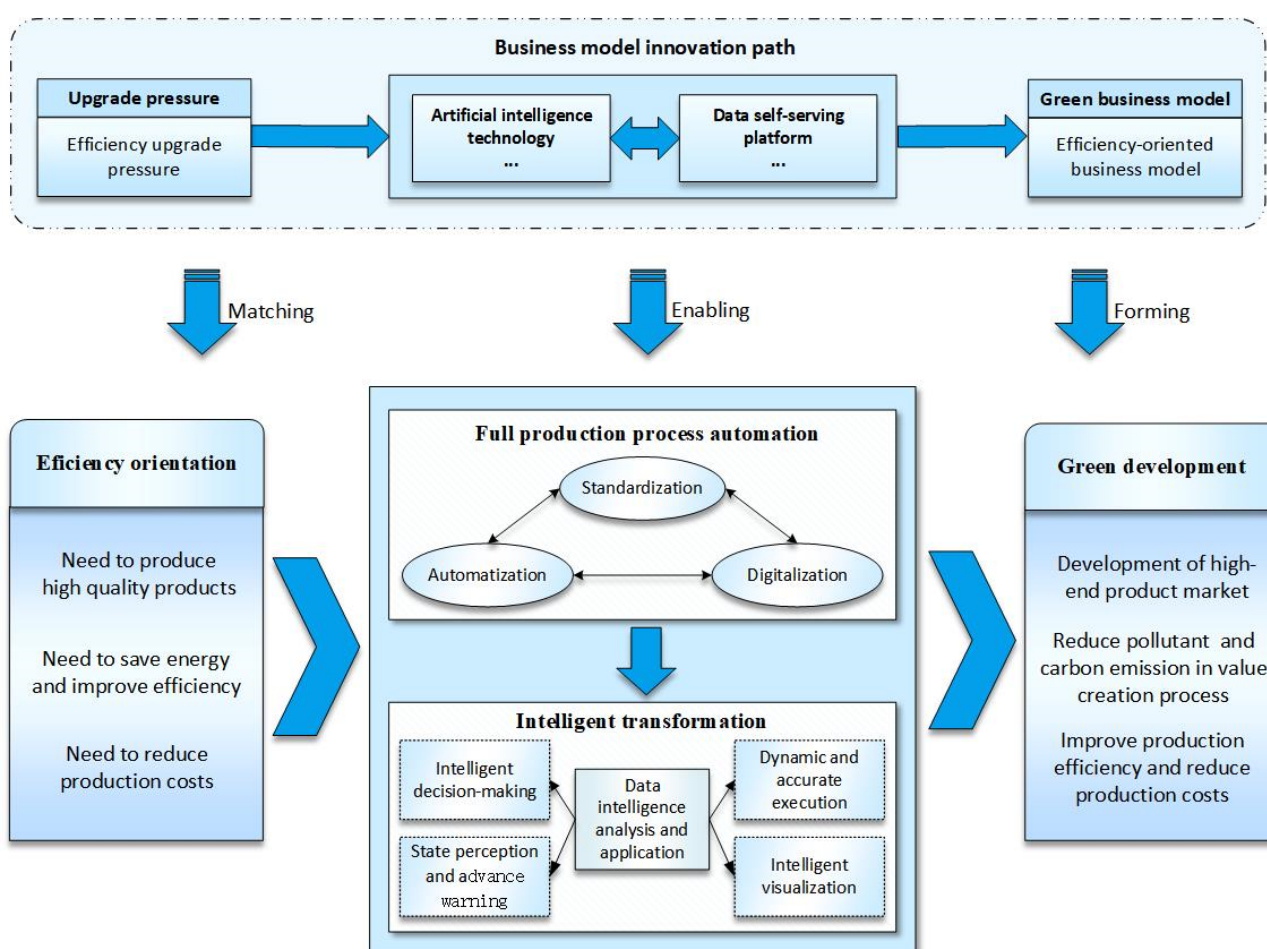 Business model innovation path
Upgrade pressure
Efficiency upgrade
pressure
Artificial intelligence
technology
...
Data self-serving
platform
...
Green business model
Efficiency-oriented
business model
Matching
Enabling
Forming
Eficiency orientation
Need to produce
high quality products
Need to save energy
and improve efficiency
Need to reduce
production costs
Full production process automation
Standardization
Automatization
Digitalization
Intelligent transformation
Intelligent
decision-making
State perception
and advance
warning
Data
intelligence
analysis and
application
Dynamic and
accurate
execution
Intelligent
visualization
Green development
Development of high-
end product market
Reduce pollutant and
carbon emission in value
creation process
Improve production
efficiency and reduce
production costs